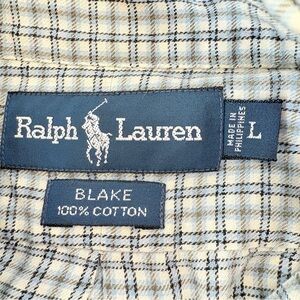 Ralph Lauren
MADE IN
PHILIPPINES
L
BLAKE
100% COTTON